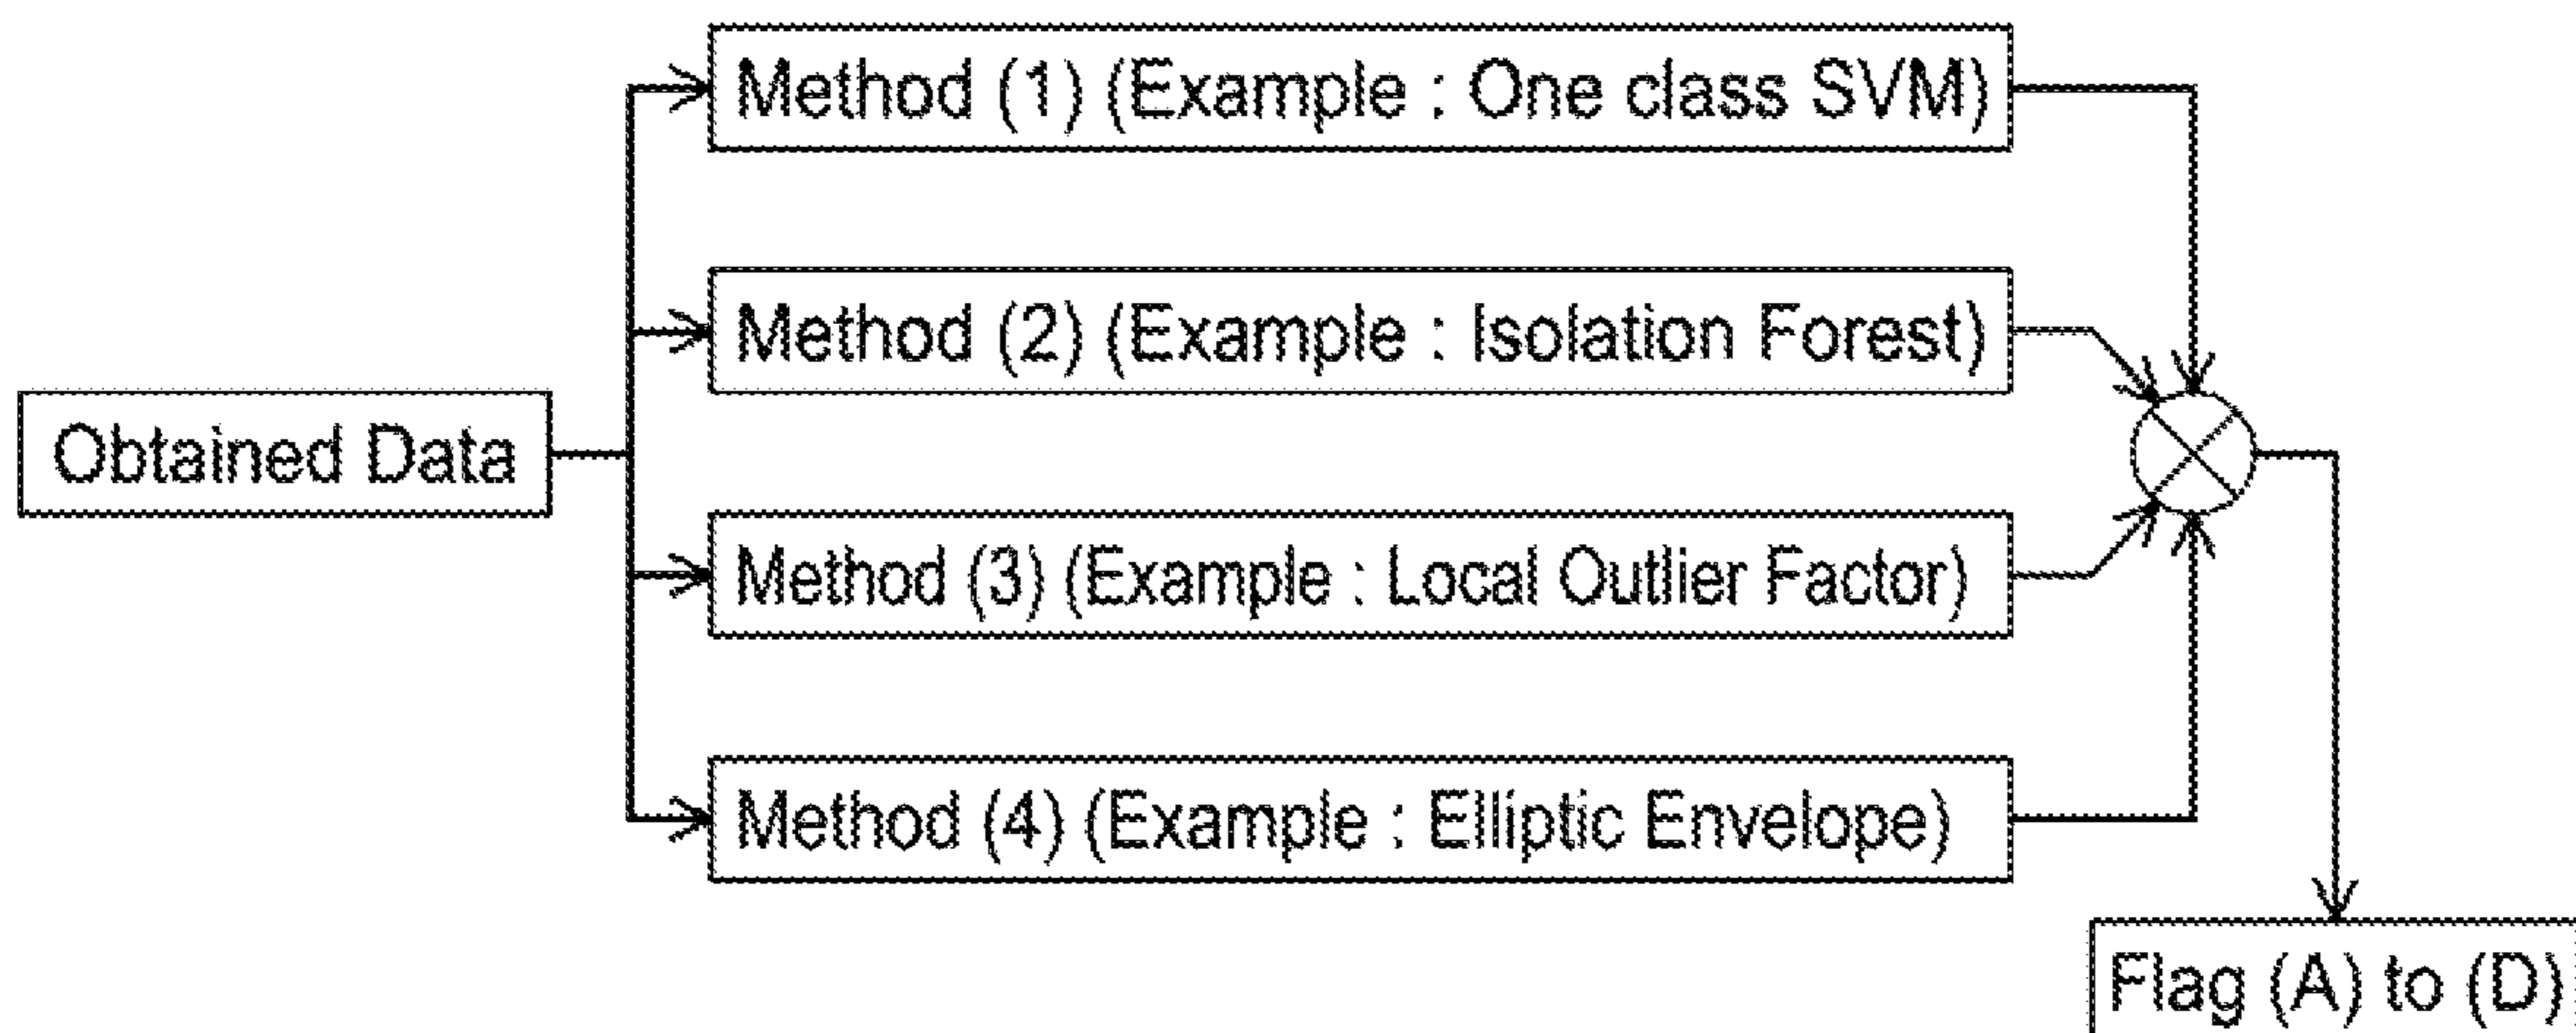 Method (1) (Example : One class SVM)
Method (2) (Example : Isolation Forest)
Obtained Data
Method (3) (Example : Local Outlier Factor)
Method (4) (Example : Elliptic Envelope)
Flag (A) to (D)